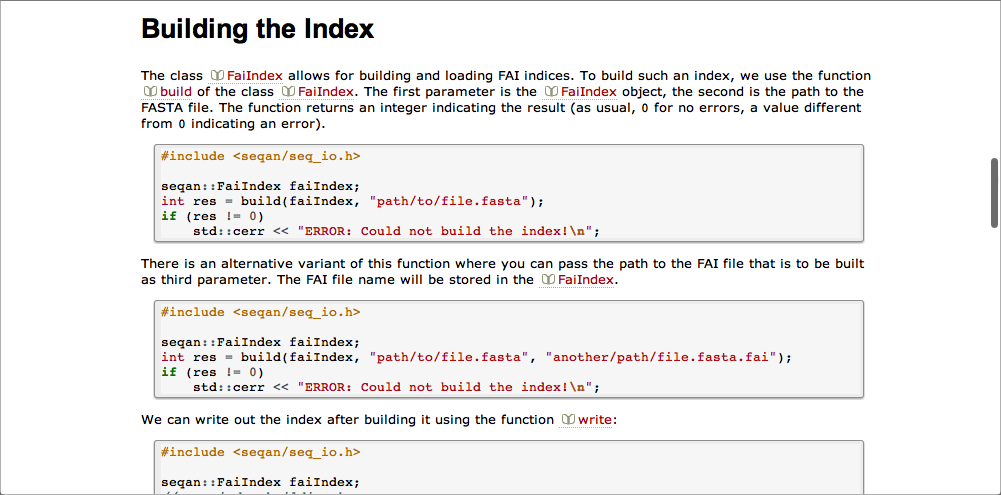 Building the Index
The class FaiIndex allows for building and loading FAI indices. To build such an index, we use the function
build of the class FaiIndex. The first parameter is the FaiIndex object, the second is the path to the
FASTA file. The function returns an integer indicating the result (as usual, 0 for no errors, a value different
from 0 indicating an error).
#include <seqan/seq_io.h>
seqan::FaiIndex faiIndex;
int res = build(faiIndex, "path/to/file.fasta");
if (res != 0)
std::cerr << "ERROR: Could not build the index!\n";
There is an alternative variant of this function where you can pass the path to the FAI file that is to be built
as third parameter. The FAI file name will be stored in the FaiIndex.
#include <seqan/seq_io.h>
seqan::FaiIndex faiIndex;
int res = build(faiIndex, "path/to/file.fasta", "another/path/file.fasta.fai");
if (res != 0)
std::cerr << "ERROR: Could not build the index!\n";
We can write out the index after building it using the function write:
#include <seqan/seq_io.h>
seqan::FaiIndex faiIndex;